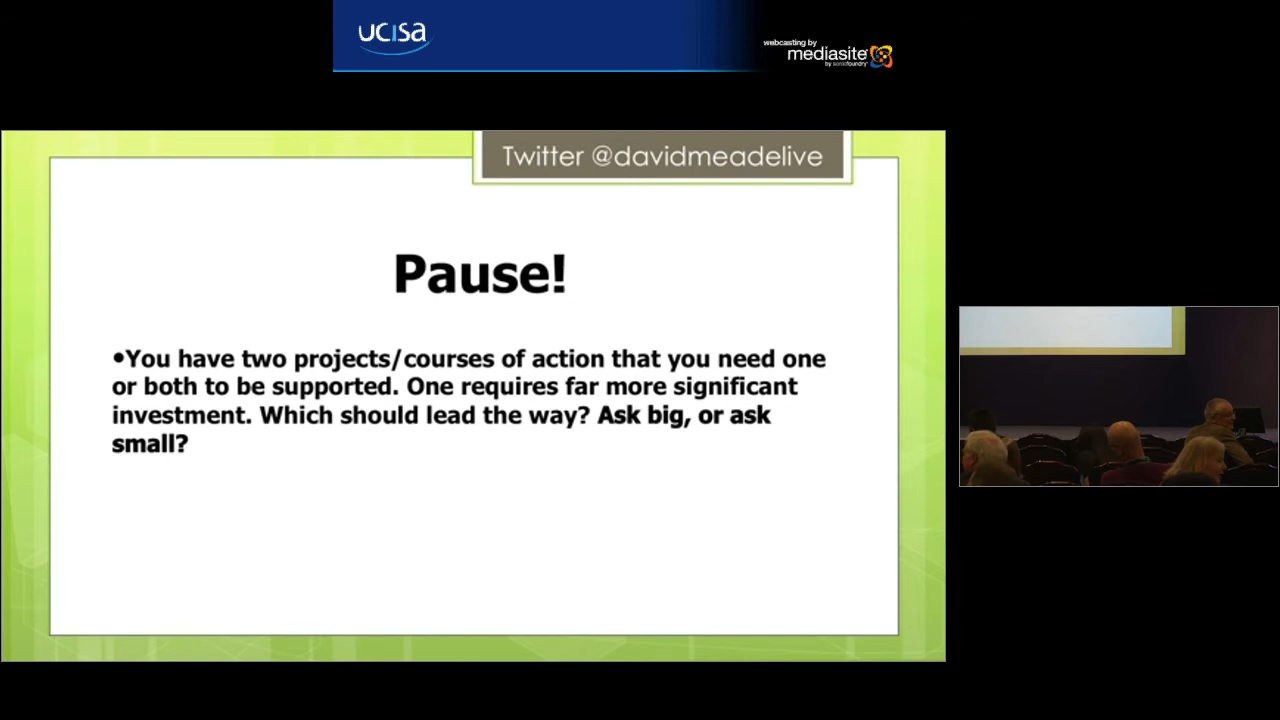 ucisa
webcasting by
mediasite
by sonicfoundry
Twitter @davidmeadelive
Pause!
•You have two projects/courses of action that you need one
or both to be supported. One requires far more significant
investment. Which should lead the way? Ask big, or ask
small?